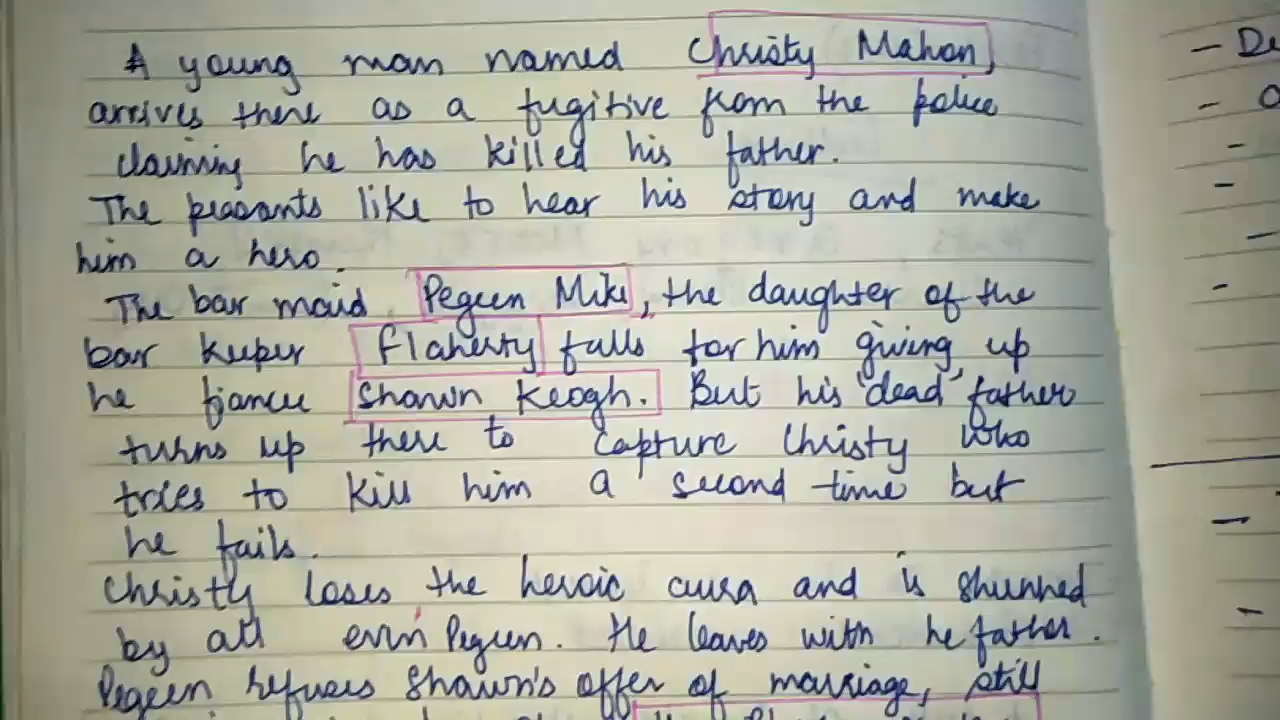 A young man named Christy Mahon,
arrives there as a fugitive from the police
claiming he has killed his father.
The peasants like to hear his story and make
him a hero.
The bar maid, Pegeen Mike, the daughter of the
bar keeper Flaherty falls for him giving up
he fiancee Shawn Keogh. But his 'dead' father
turns up there to capture Christy who
tries to kill him a second time but
he fails.
Christy loses the heroic aura and is shunned
by all even Pegeen. He leaves with he father.
Pegeen refuses Shawn's offer of marriage, still